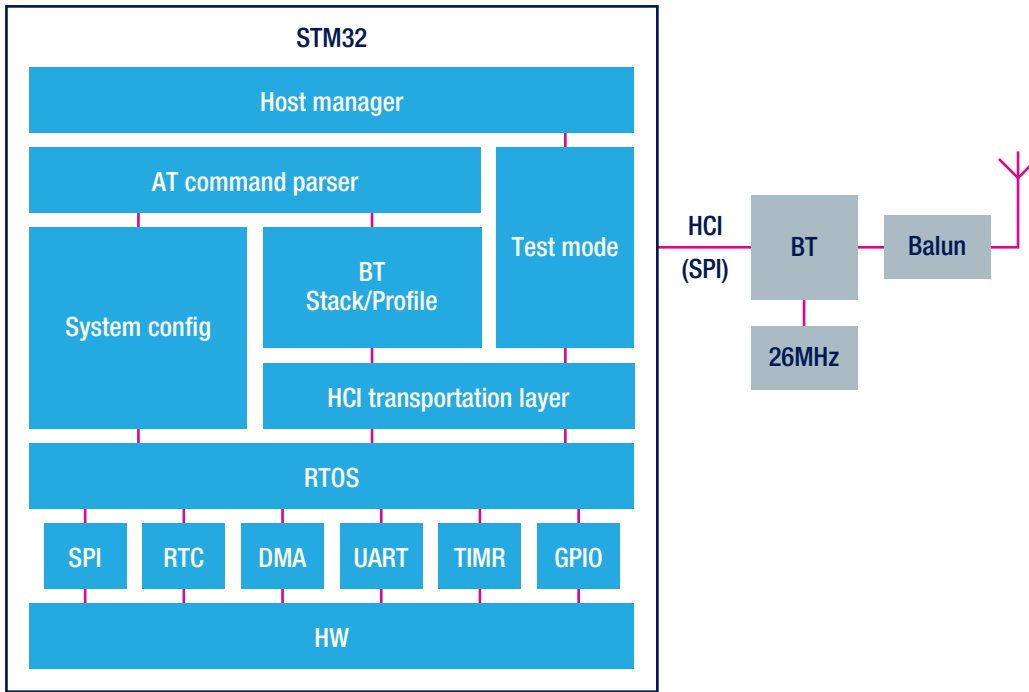 STM32
Host manager
AT command parser
Test mode
System config
BT
Stack/Profile
HCI transportation layer
RTOS
SPI
RTC
DMA
UART
TIMR
GPIO
HW
HCI
(SPI)
BT
Balun
26MHz